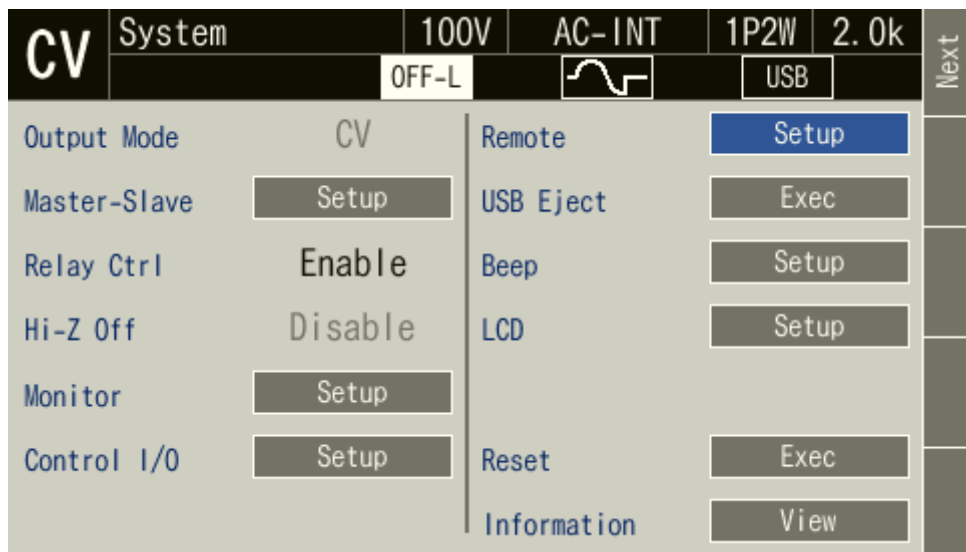 CV System 100V AC-INT 1P2W 2.0k
OFF-L USB
Next
Output Mode CV
Master-Slave Setup
Relay Ctrl Enable
Hi-Z Off Disable
Monitor Setup
Control I/O Setup
Remote Setup
USB Eject Exec
Beep Setup
LCD Setup
Reset Exec
Information View